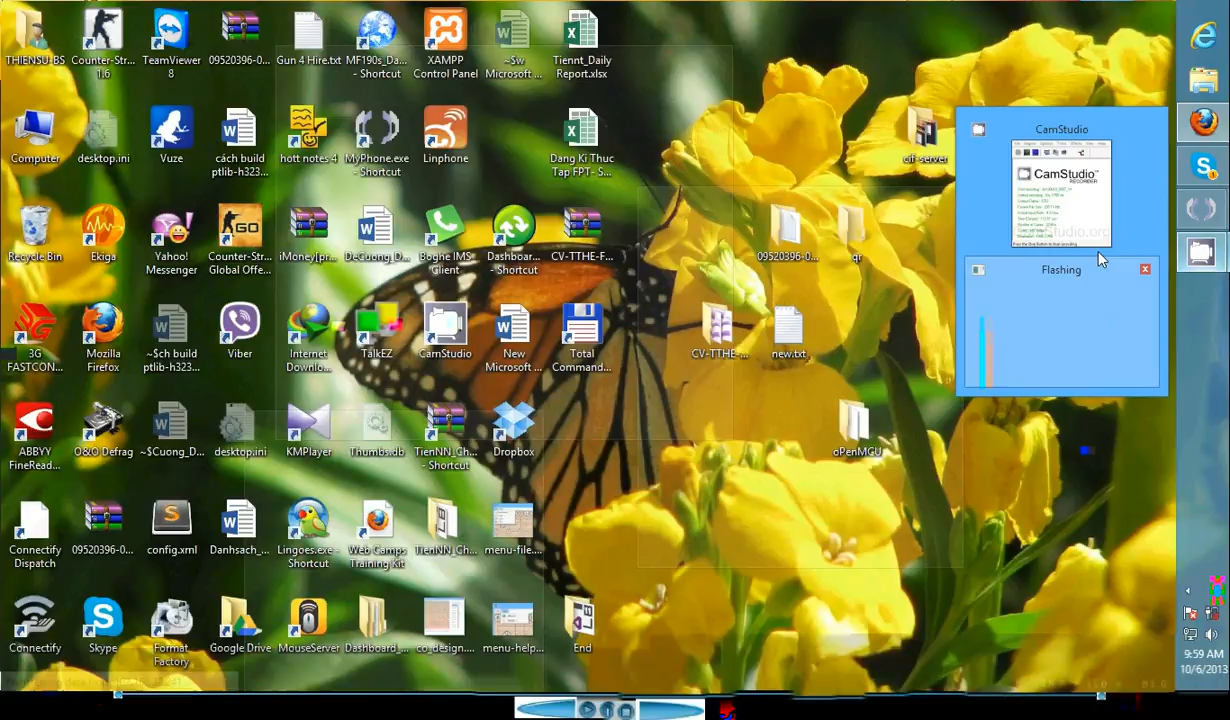 THIENSU-BS
Counter-Str...
1.6
TeamViewer
8
09520396-0...
Gun 4 Hire.txt
MF190s_Da...
- Shortcut
XAMPP
Control Panel
~$w
Microsoft ...
Tiennt_Daily
Report.xlsx
Computer
desktop.ini
Vuze
cách build
ptlib-h323...
hott notes 4
MyPhone.exe
- Shortcut
Linphone
Dang Ki Thuc
Tap FPT- S...
cif-server
CamStudio
CamStudio
RECORDER
Flashing
Recycle Bin
Ekiga
Yahoo!
Messenger
Counter-Str...
Global Offe...
iMoney[pr...
DeCuong_D...
Boghe IMS
Client
Dashboar...
- Shortcut
CV-TTHE-F...
09520396-0...
qr
3G
FASTCON...
Mozilla
Firefox
~$ch build
ptlib-h323...
Viber
Internet
Downlo...
TalkEZ
CamStudio
New
Microsoft ...
Total
Command...
CV-TTHE-...
new.txt
ABBYY
FineRead...
O&O Defrag
~$Cuong_D...
desktop.ini
KMPlayer
Thumbs.db
TienNN_Ch...
- Shortcut
Dropbox
oPenMCU
Connectify
Dispatch
09520396-0...
config.xml
Danhsach_...
Lingoes.exe -
Shortcut
Web Camps
Training Kit
TienNN_Ch...
menu-file....
Connectify
Skype
Format
Factory
Google Drive
MouseServer
Dashboard_...
co_design....
menu-help...
End
9:59 AM
10/6/2013